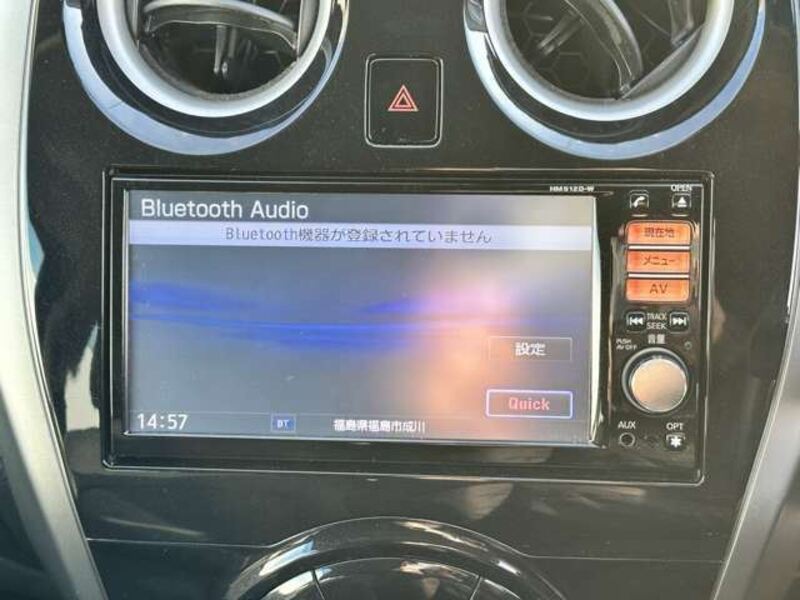 HM512D-W
OPEN
Bluetooth Audio
Bluetooth機器が登録されていません
現在地
メニュー
AV
TRACK
SEEK
音量
PUSH
AV OFF
設定
Quick
14:57
BT
福島県福島市成川
AUX
OPT